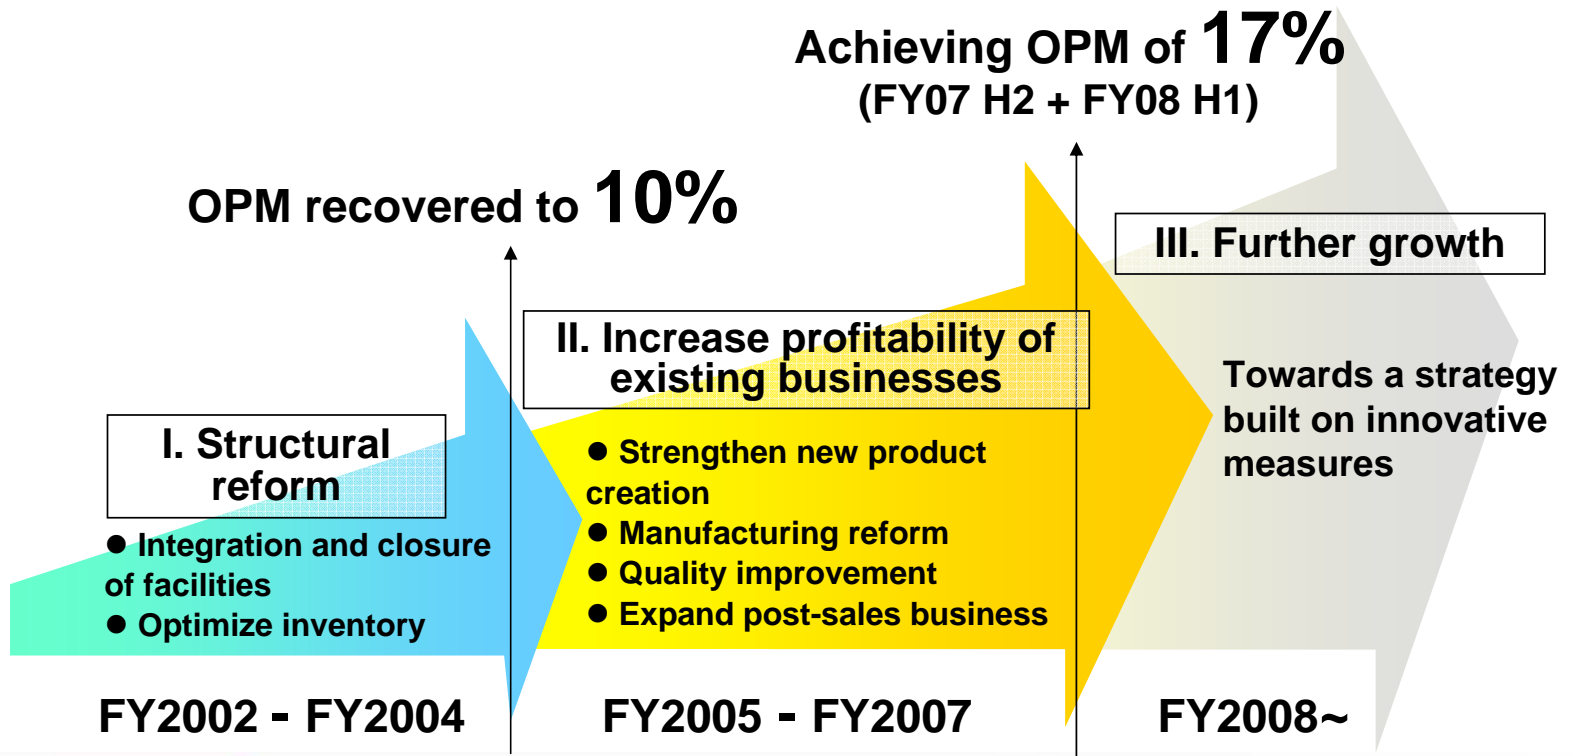 Achieving OPM of 17%
(FY07 H2 + FY08 H1)
OPM recovered to 10%
III. Further growth
II. Increase profitability of
existing businesses
Towards a strategy
built on innovative
measures
I. Structural
reform
● Strengthen new product
creation
● Manufacturing reform
● Quality improvement
● Expand post-sales business
● Integration and closure
of facilities
● Optimize inventory
FY2002 - FY2004
FY2005 - FY2007
FY2008~